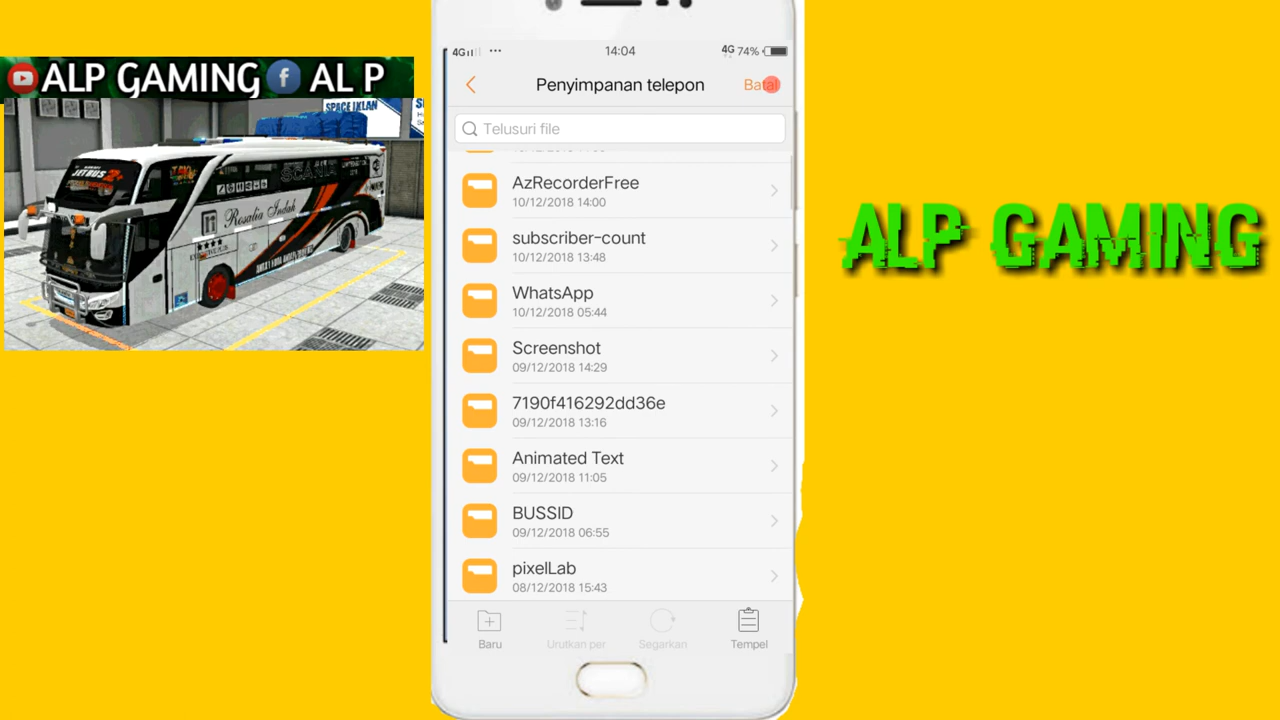 ALP GAMING AL P
SPACE IKLAN
JETBUS 2+
SCANIA
Rosalia Indah
4G 14:04 4G 74%
Penyimpanan telepon Batal
Telusuri file
AzRecorderFree
10/12/2018 14:00
subscriber-count
10/12/2018 13:48
WhatsApp
10/12/2018 05:44
Screenshot
09/12/2018 14:29
7190f416292dd36e
09/12/2018 13:16
Animated Text
09/12/2018 11:05
BUSSID
09/12/2018 06:55
pixelLab
08/12/2018 15:43
Baru Urutkan per Segarkan Tempel
ALP GAMING